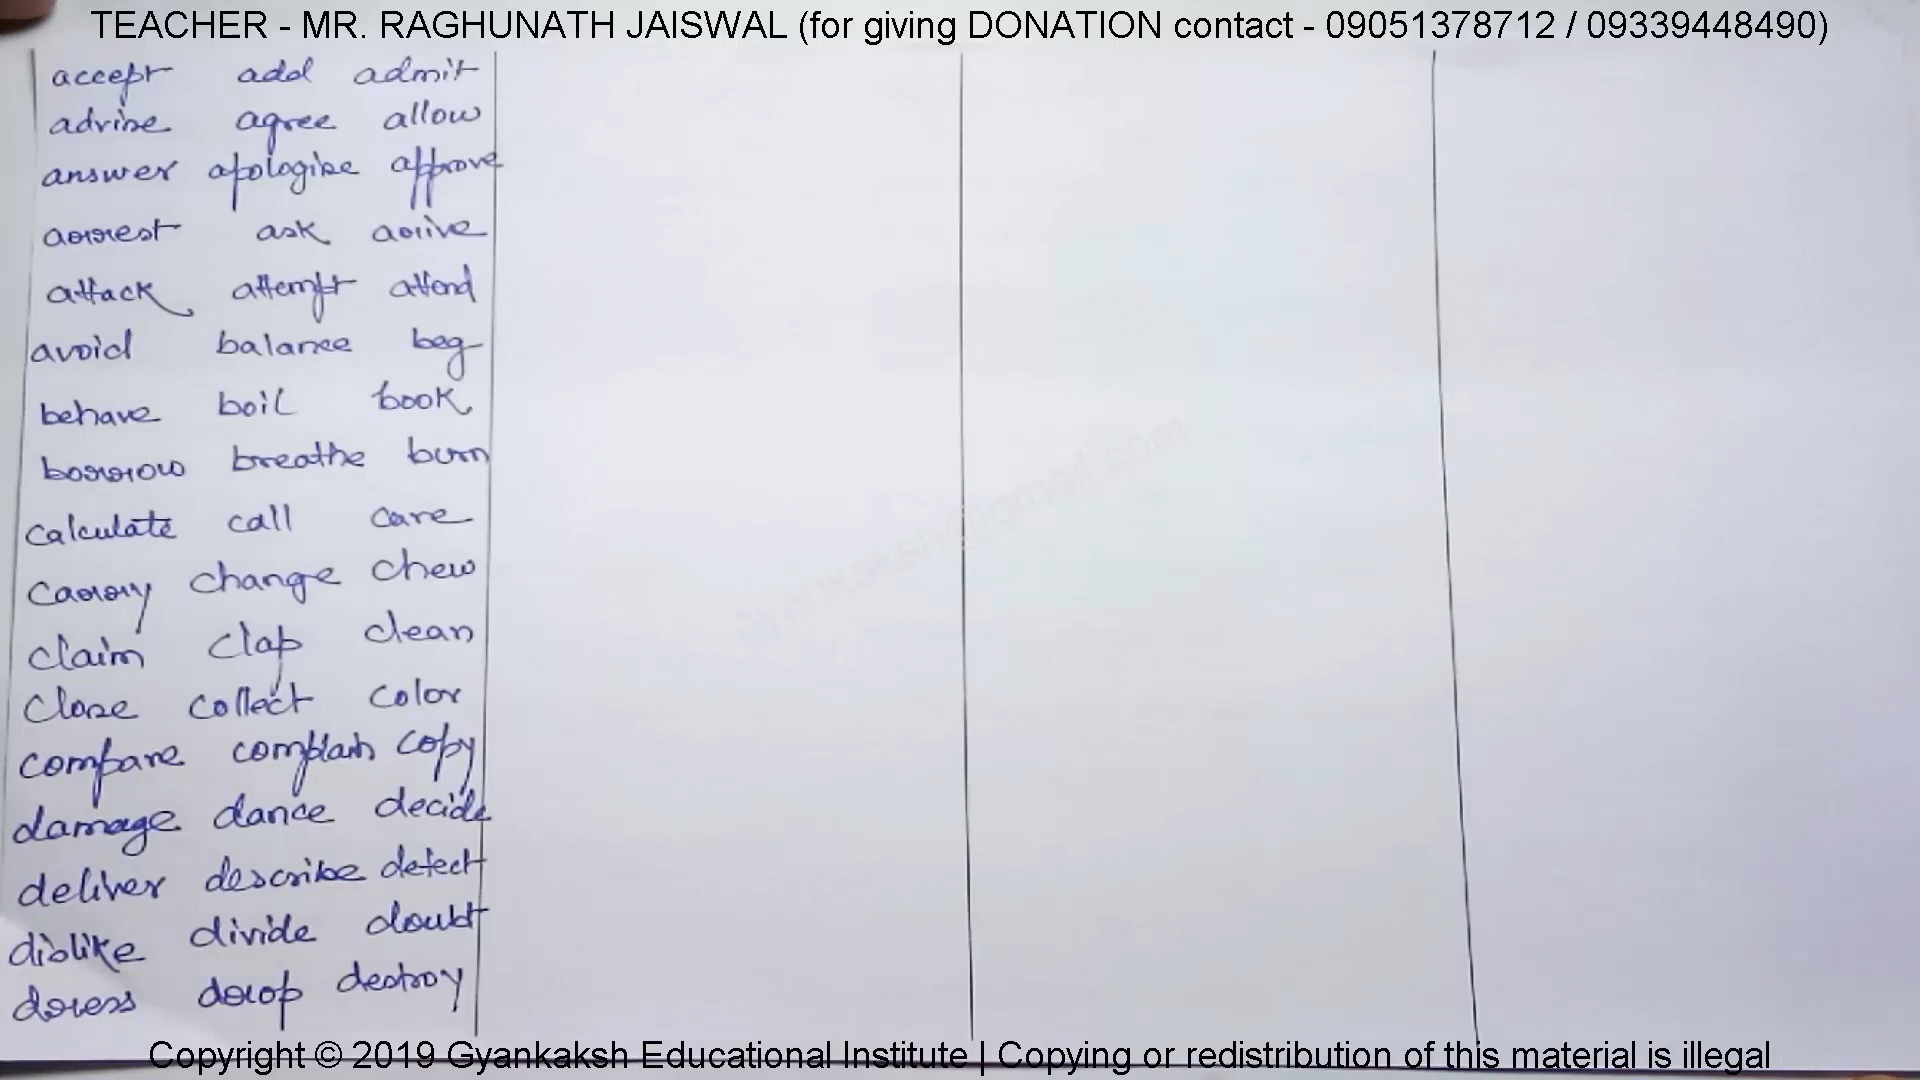 TEACHER - MR. RAGHUNATH JAISWAL (for giving DONATION contact - 09051378712 / 09339448490)
accept add admit
advise agree allow
answer apologise approve
arrest ask arrive
attack attempt attend
avoid balance beg
behave boil book
borrow breathe burn
calculate call care
carry change chew
claim clap clean
close collect color
compare complain copy
damage dance decide
deliver describe detect
dislike divide doubt
dress drop destroy
Copyright © 2019 Gyankaksh Educational Institute | Copying or redistribution of this material is illegal